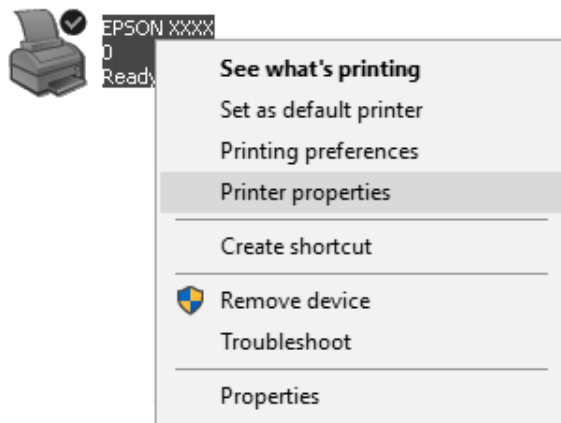 EPSON XXXX
0
Ready
See what's printing
Set as default printer
Printing preferences
Printer properties
Create shortcut
Remove device
Troubleshoot
Properties